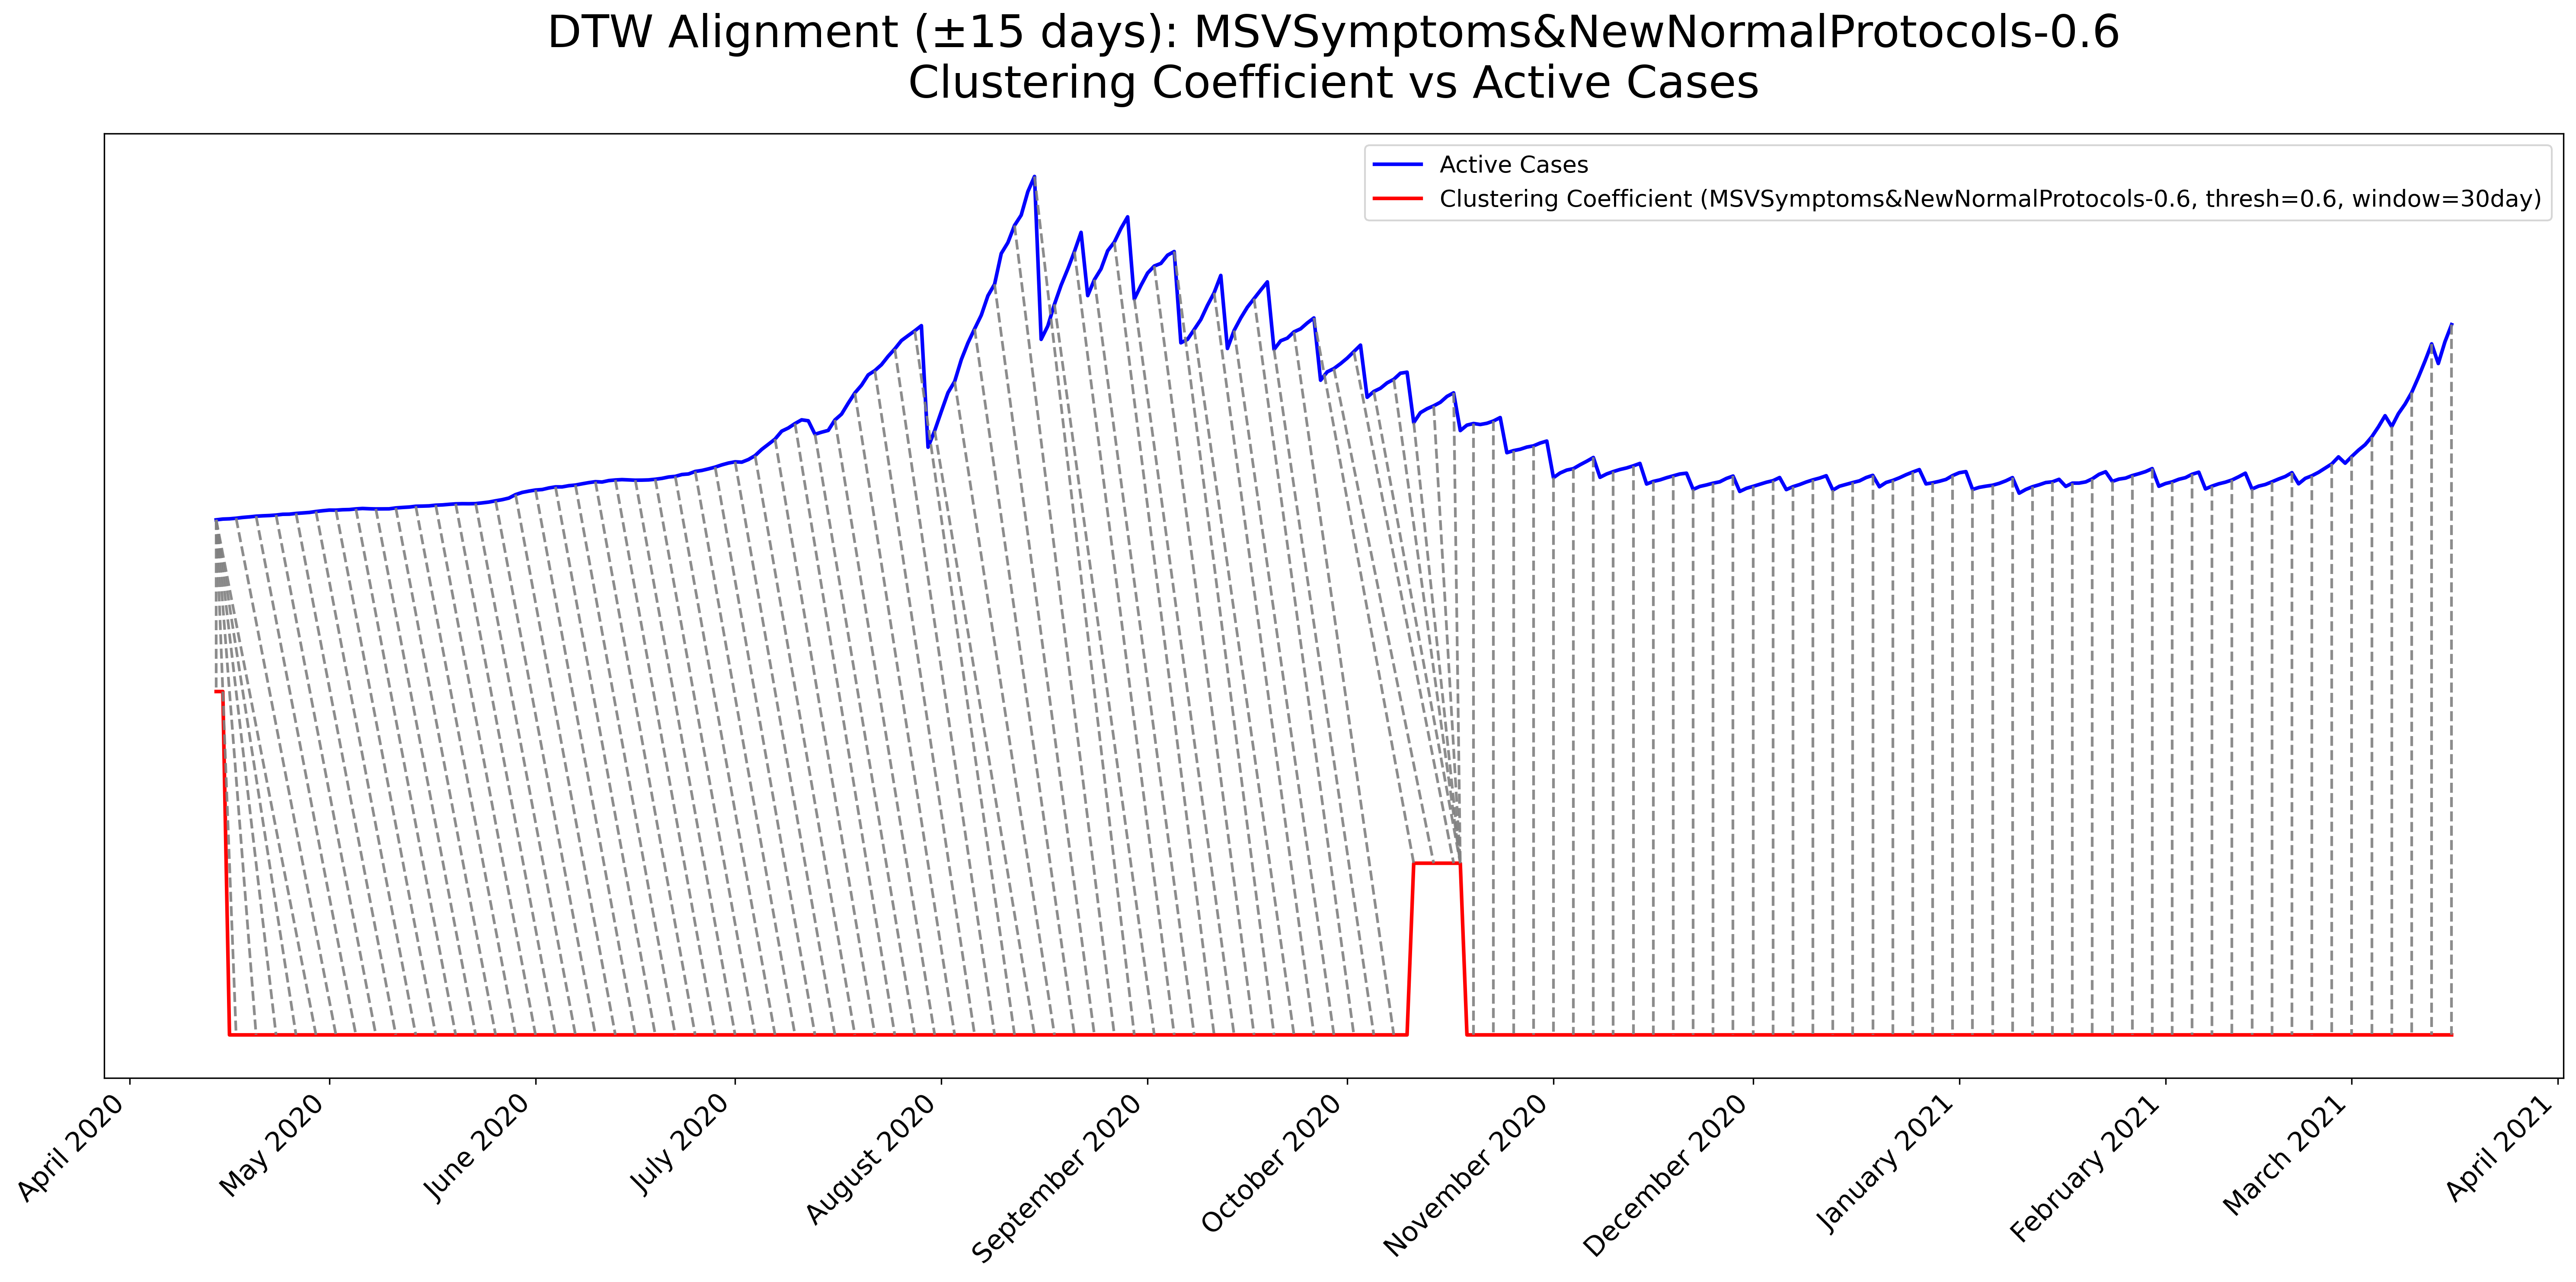 DTW Alignment (±15 days): MSVSymptoms&NewNormalProtocols-0.6
Clustering Coefficient vs Active Cases
Active Cases
Clustering Coefficient (MSVSymptoms&NewNormalProtocols-0.6, thresh=0.6, window=30day)
April 2020
May 2020
June 2020
July 2020
August 2020
September 2020
October 2020
November 2020
December 2020
January 2021
February 2021
March 2021
April 2021